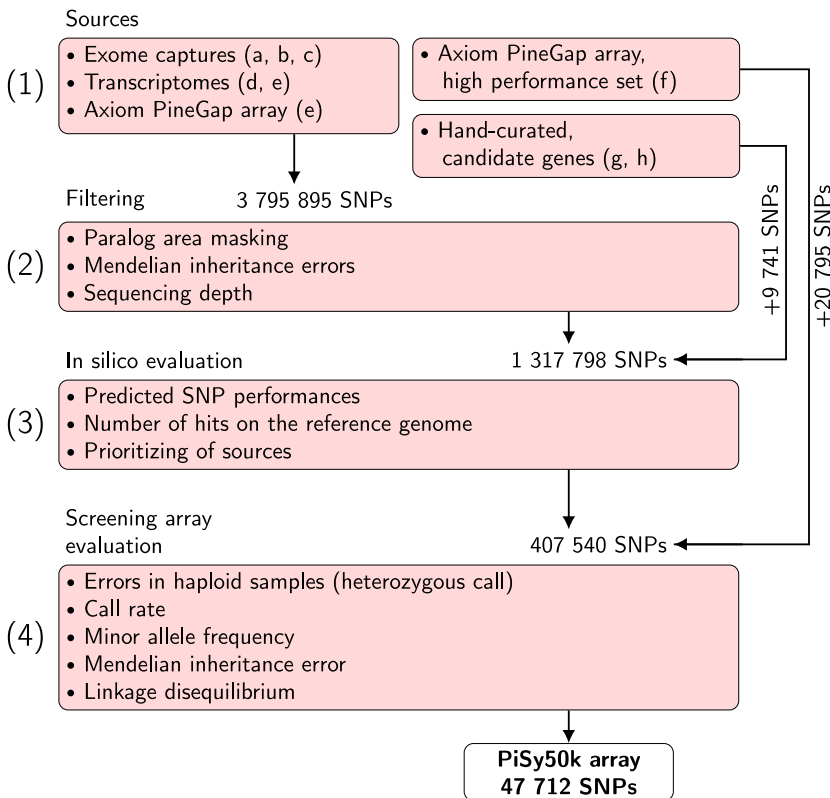 Sources
(1)
• Exome captures (a, b, c)
• Transcriptomes (d, e)
• Axiom PineGap array (e)
• Axiom PineGap array,
high performance set (f)
• Hand-curated,
candidate genes (g, h)
+9 741 SNPs
+20 795 SNPs
Filtering
3 795 895 SNPs
(2)
• Paralog area masking
• Mendelian inheritance errors
• Sequencing depth
In silico evaluation
1 317 798 SNPs
(3)
• Predicted SNP performances
• Number of hits on the reference genome
• Prioritizing of sources
Screening array
evaluation
407 540 SNPs
(4)
• Errors in haploid samples (heterozygous call)
• Call rate
• Minor allele frequency
• Mendelian inheritance error
• Linkage disequilibrium
PiSy50k array
47 712 SNPs